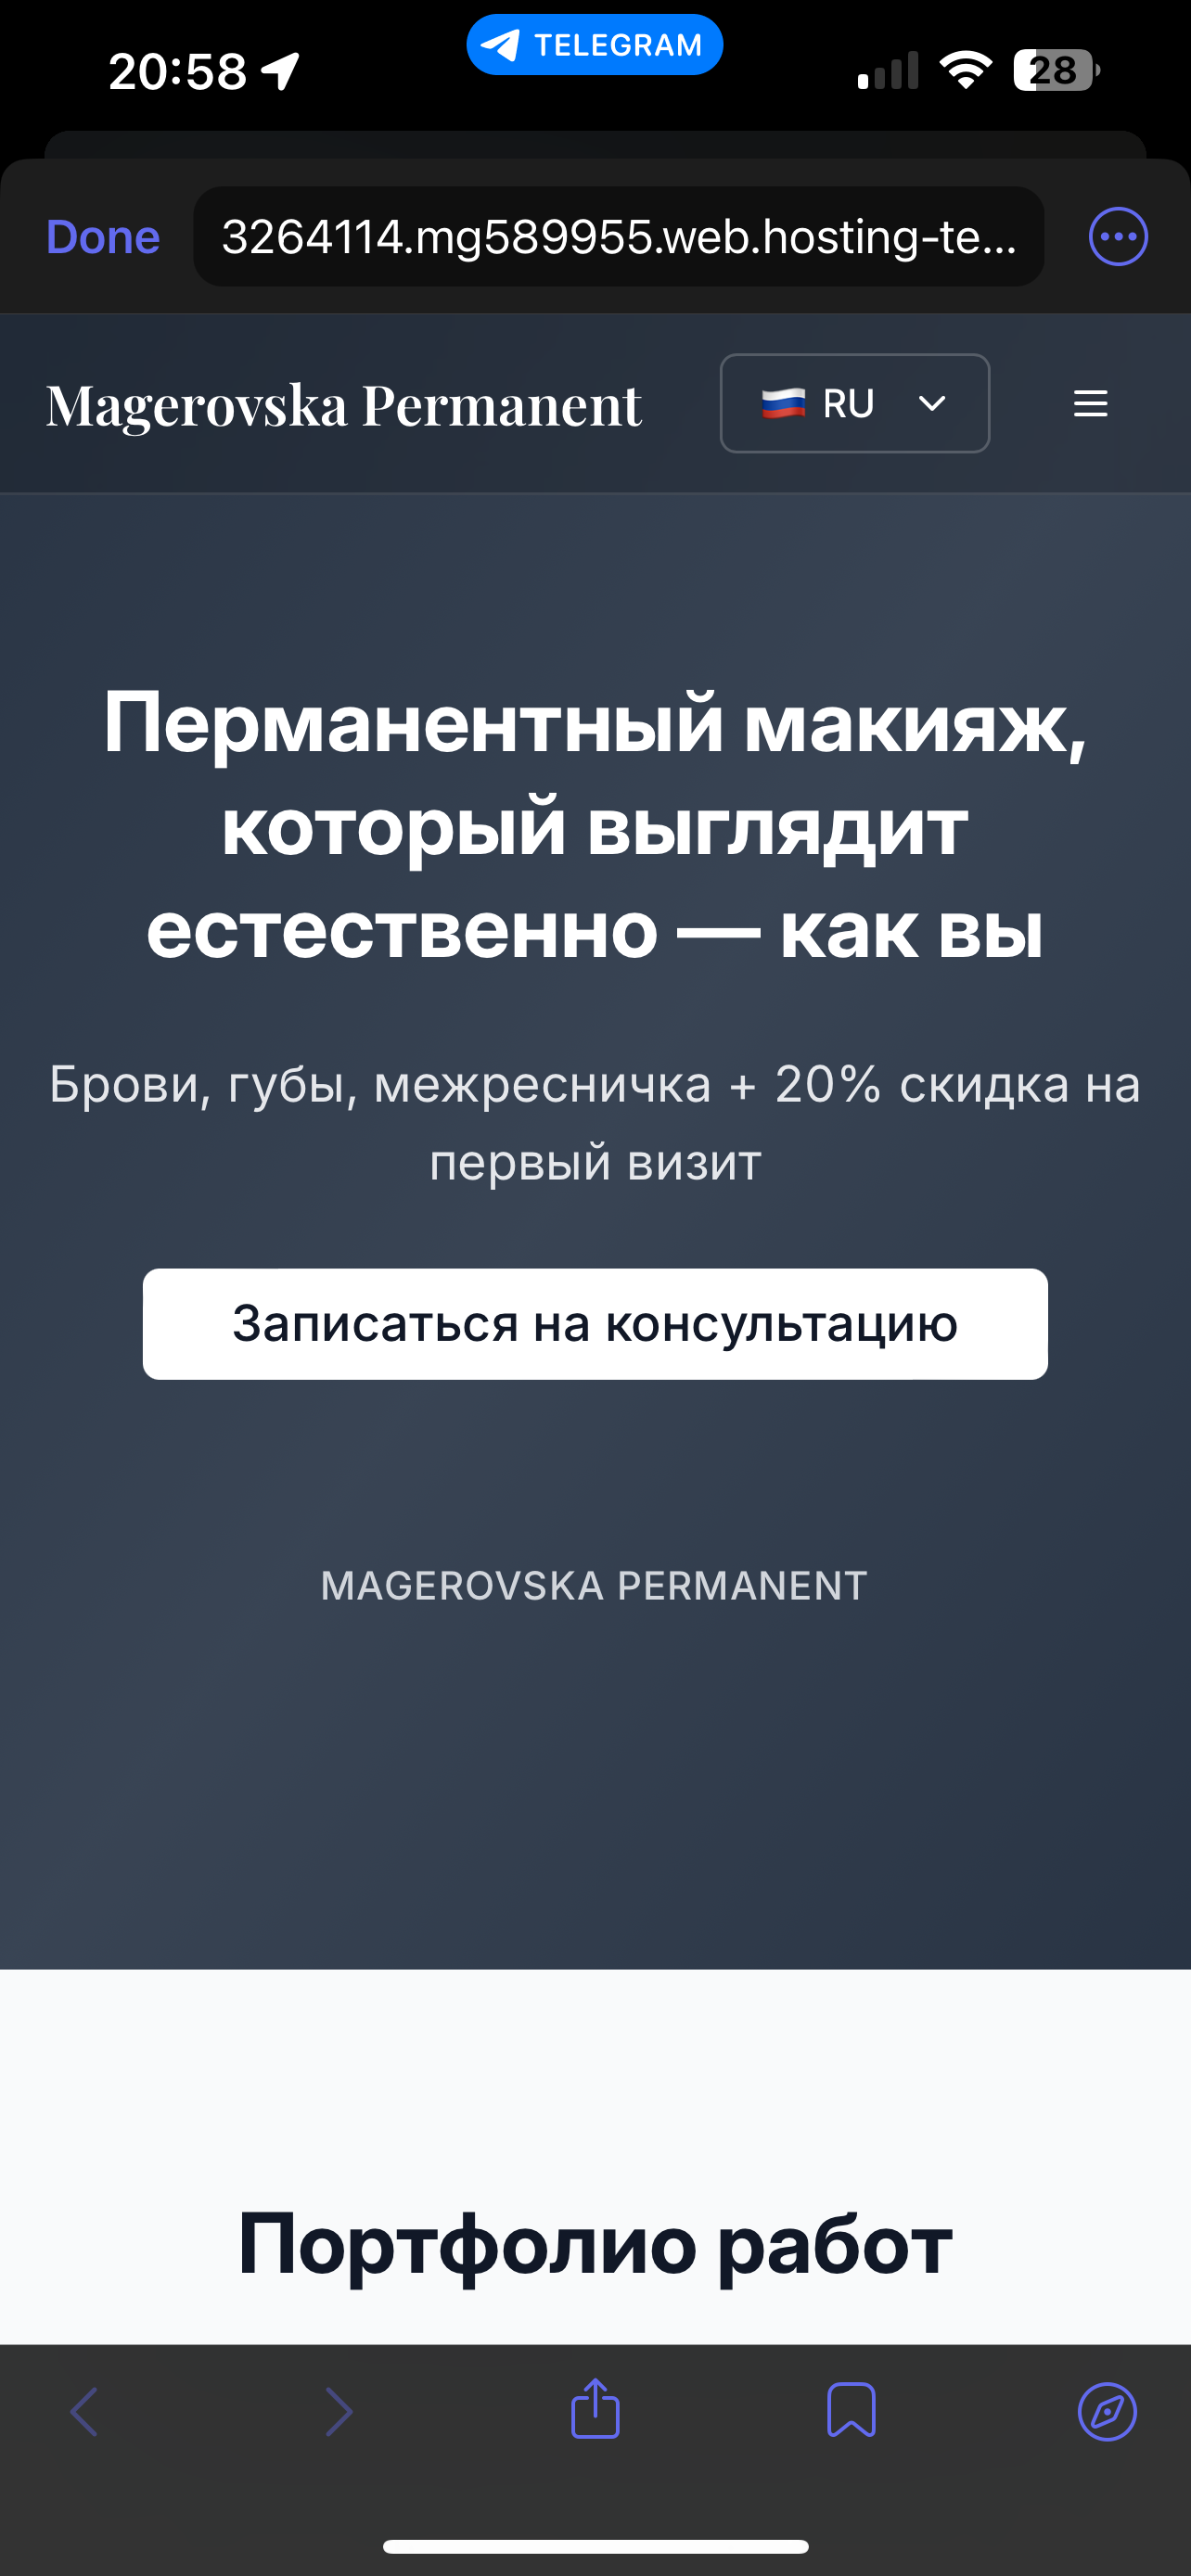 20:58
TELEGRAM
28
Done
3264114.mg589955.web.hosting-te...
Magerovska Permanent
RU
Перманентный макияж,
который выглядит
естественно — как вы
Брови, губы, межресничка + 20% скидка на
первый визит
Записаться на консультацию
MAGEROVSKA PERMANENT
Портфолио работ